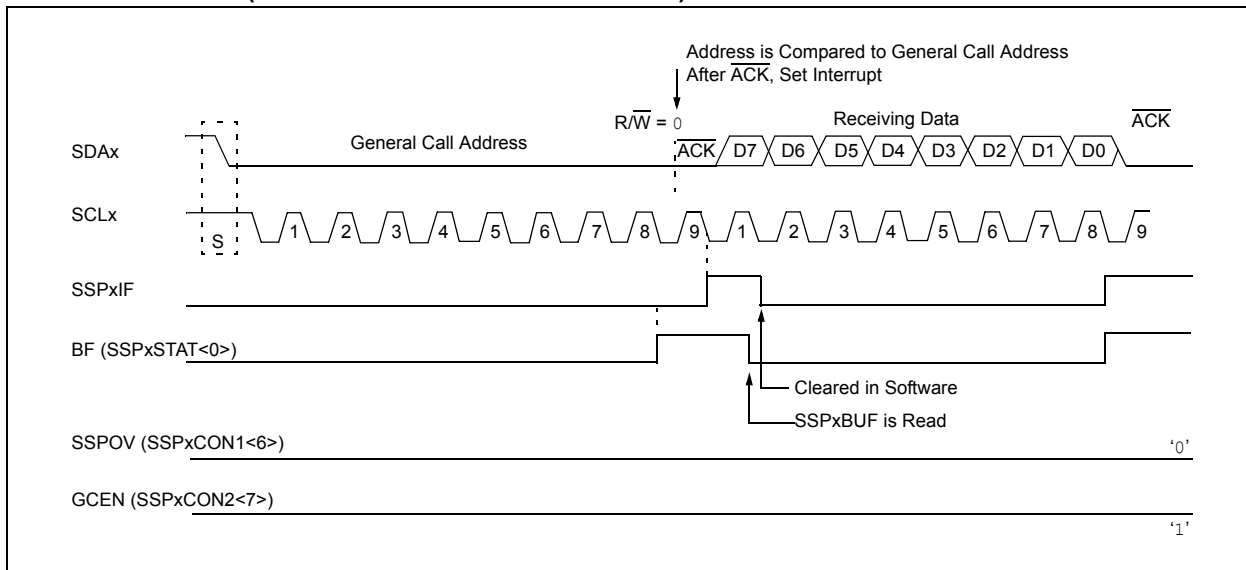 Address is Compared to General Call Address
After ACK, Set Interrupt
R/W = 0
Receiving Data
ACK
SDAx
General Call Address
ACK D7 D6 D5 D4 D3 D2 D1 D0
SCLx
S
1 2 3 4 5 6 7 8 9 1 2 3 4 5 6 7 8 9
SSPxIF
BF (SSPxSTAT<0>)
Cleared in Software
SSPxBUF is Read
SSPOV (SSPxCON1<6>)
‘0’
GCEN (SSPxCON2<7>)
‘1’